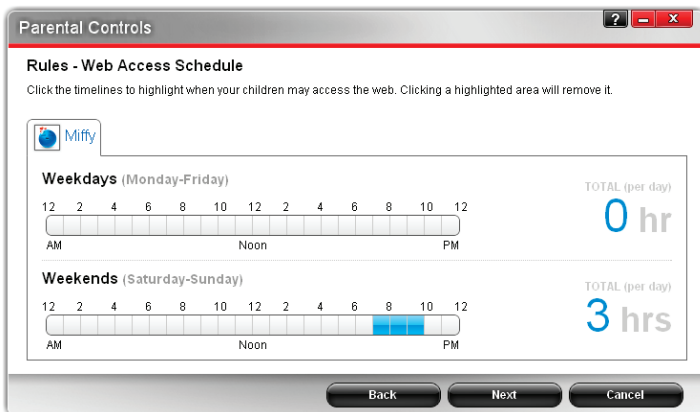 Parental Controls
? – X
Rules - Web Access Schedule
Click the timelines to highlight when your children may access the web. Clicking a highlighted area will remove it.
Miffy
Weekdays (Monday-Friday)
TOTAL (per day)
12 2 4 6 8 10 12 2 4 6 8 10 12
0 hr
AM Noon PM
Weekends (Saturday-Sunday)
TOTAL (per day)
12 2 4 6 8 10 12 2 4 6 8 10 12
3 hrs
AM Noon PM
Back Next Cancel